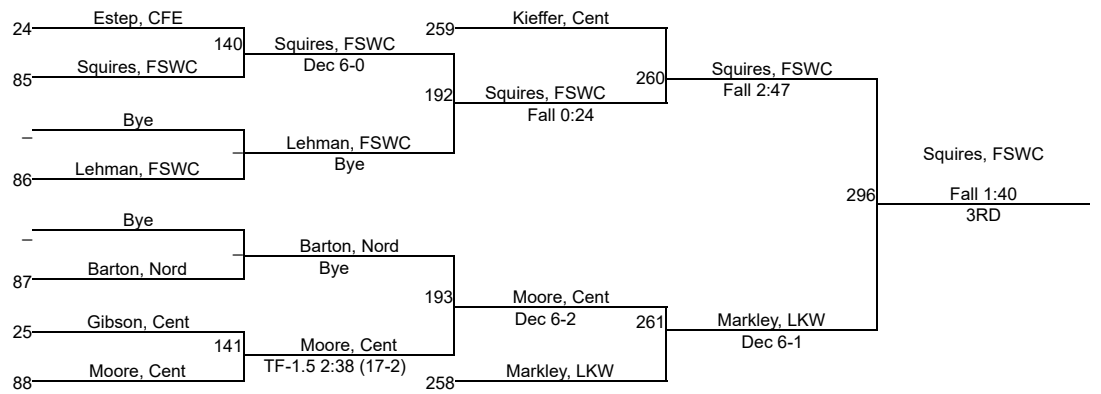 Estep, CFE
24
140
Squires, FSWC
85
Squires, FSWC
Dec 6-0
192
Bye
_
Lehman, FSWC
86
Lehman, FSWC
Bye
Bye
_
Barton, Nord
87
Barton, Nord
Bye
193
Gibson, Cent
25
141
Moore, Cent
88
Moore, Cent
TF-1.5 2:38 (17-2)
Kieffer, Cent
259
260
Squires, FSWC
Fall 0:24
Moore, Cent
Dec 6-2
261
Markley, LKW
258
Squires, FSWC
Fall 2:47
296
Markley, LKW
Dec 6-1
Squires, FSWC
Fall 1:40
3RD